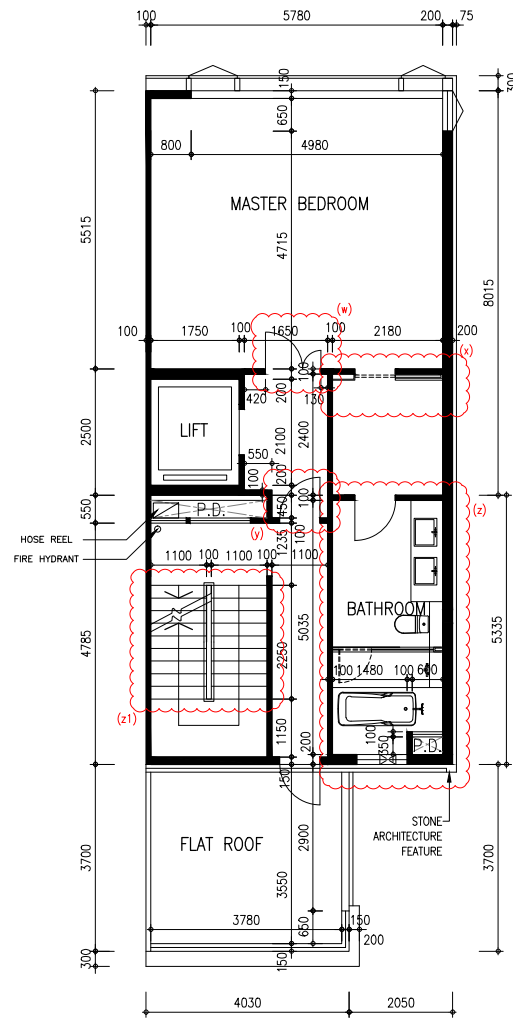 100 5780 200 75
150
300
650
800 4980
MASTER BEDROOM
5515
4715
8015
(w)
100 1750 100 1650 100 2180 200
(x)
100
200
420
130
LIFT
2500
2100
2400
550
100
200
100
(z)
P.D.
550
450
HOSE REEL
(y)
FIRE HYDRANT
1235
100
1100 100 1100 100 1100
BATHROOM
4785
5035
5335
2250
100 1480 100 600
(z1)
1150
200
100
350
P.D.
150
STONE
ARCHITECTURE
FEATURE
FLAT ROOF
2900
3700
3550
3700
3780 150
650
200
300
150
4030 2050